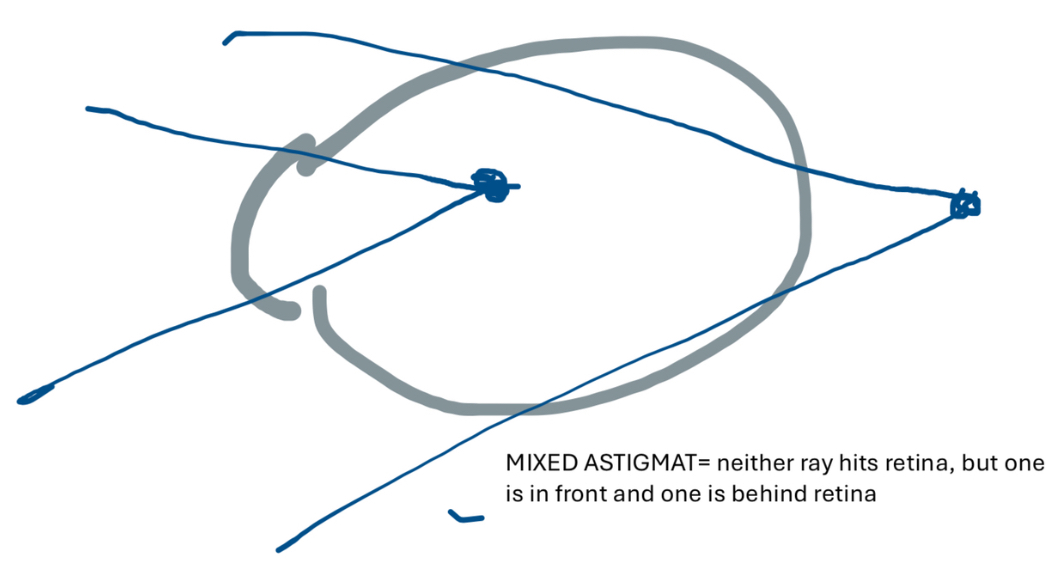 MIXED ASTIGMAT= neither ray hits retina, but one
is in front and one is behind retina